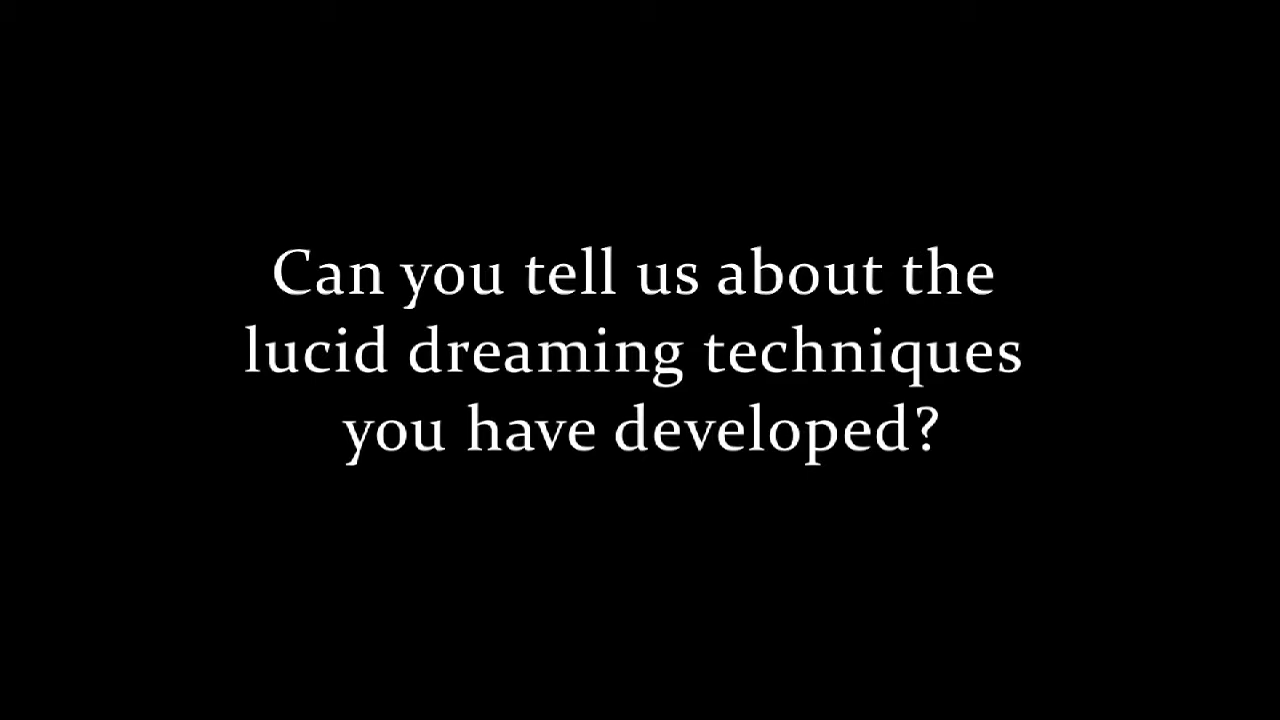 Can you tell us about the
lucid dreaming techniques
you have developed?